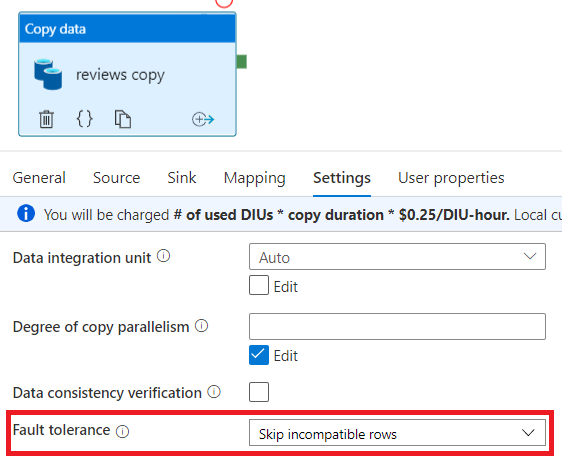 Copy data
reviews copy
General Source Sink Mapping Settings User properties
You will be charged # of used DIUs * copy duration * $0.25/DIU-hour. Local cu
Data integration unit Auto
Edit
Degree of copy parallelism
Edit
Data consistency verification
Fault tolerance Skip incompatible rows